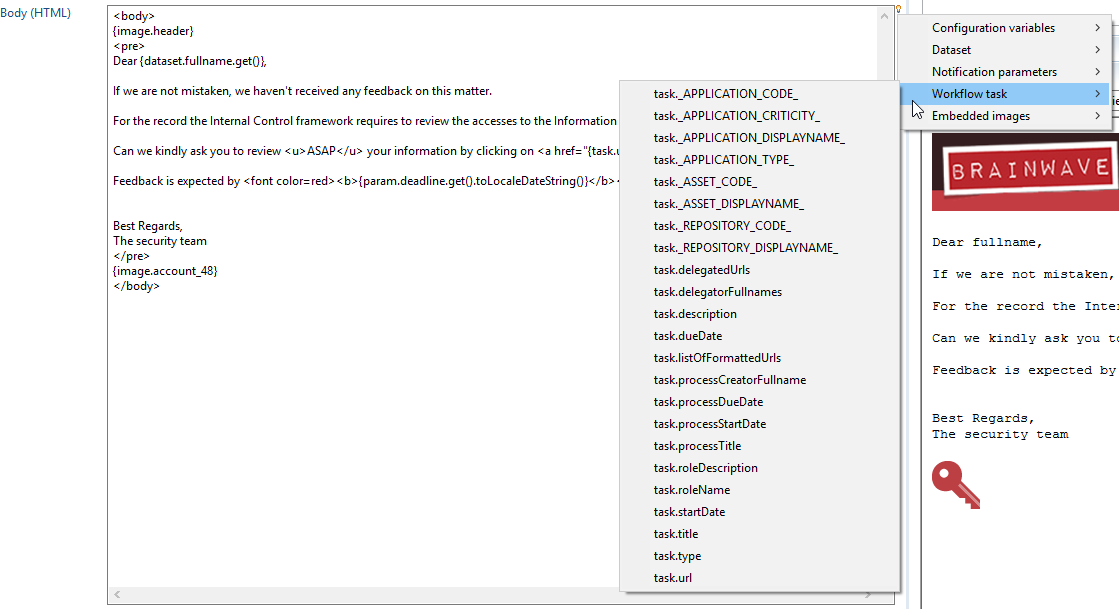 Body (HTML)
<body>
{image.header}
<pre>
Dear {dataset.fullname.get()},
If we are not mistaken, we haven't received any feedback on this matter.
For the record the Internal Control framework requires to review the accesses to the Information
Can we kindly ask you to review <u>ASAP</u> your information by clicking on <a href="{task.u
Feedback is expected by <font color=red><b>{param.deadline.get().toLocaleDateString()}</b><
Best Regards,
The security team
</pre>
{image.account_48}
</body>
task._APPLICATION_CODE_
task._APPLICATION_CRITICITY_
task._APPLICATION_DISPLAYNAME_
task._APPLICATION_TYPE_
task._ASSET_CODE_
task._ASSET_DISPLAYNAME_
task._REPOSITORY_CODE_
task._REPOSITORY_DISPLAYNAME_
task.delegatedUrls
task.delegatorFullnames
task.description
task.dueDate
task.listOfFormattedUrls
task.processCreatorFullname
task.processDueDate
task.processStartDate
task.processTitle
task.roleDescription
task.roleName
task.startDate
task.title
task.type
task.url
Configuration variables
Dataset
Notification parameters
Workflow task
Embedded images
BRAINWAVE
Dear fullname,
If we are not mistaken,
For the record the Inter
Can we kindly ask you to
Feedback is expected by
Best Regards,
The security team